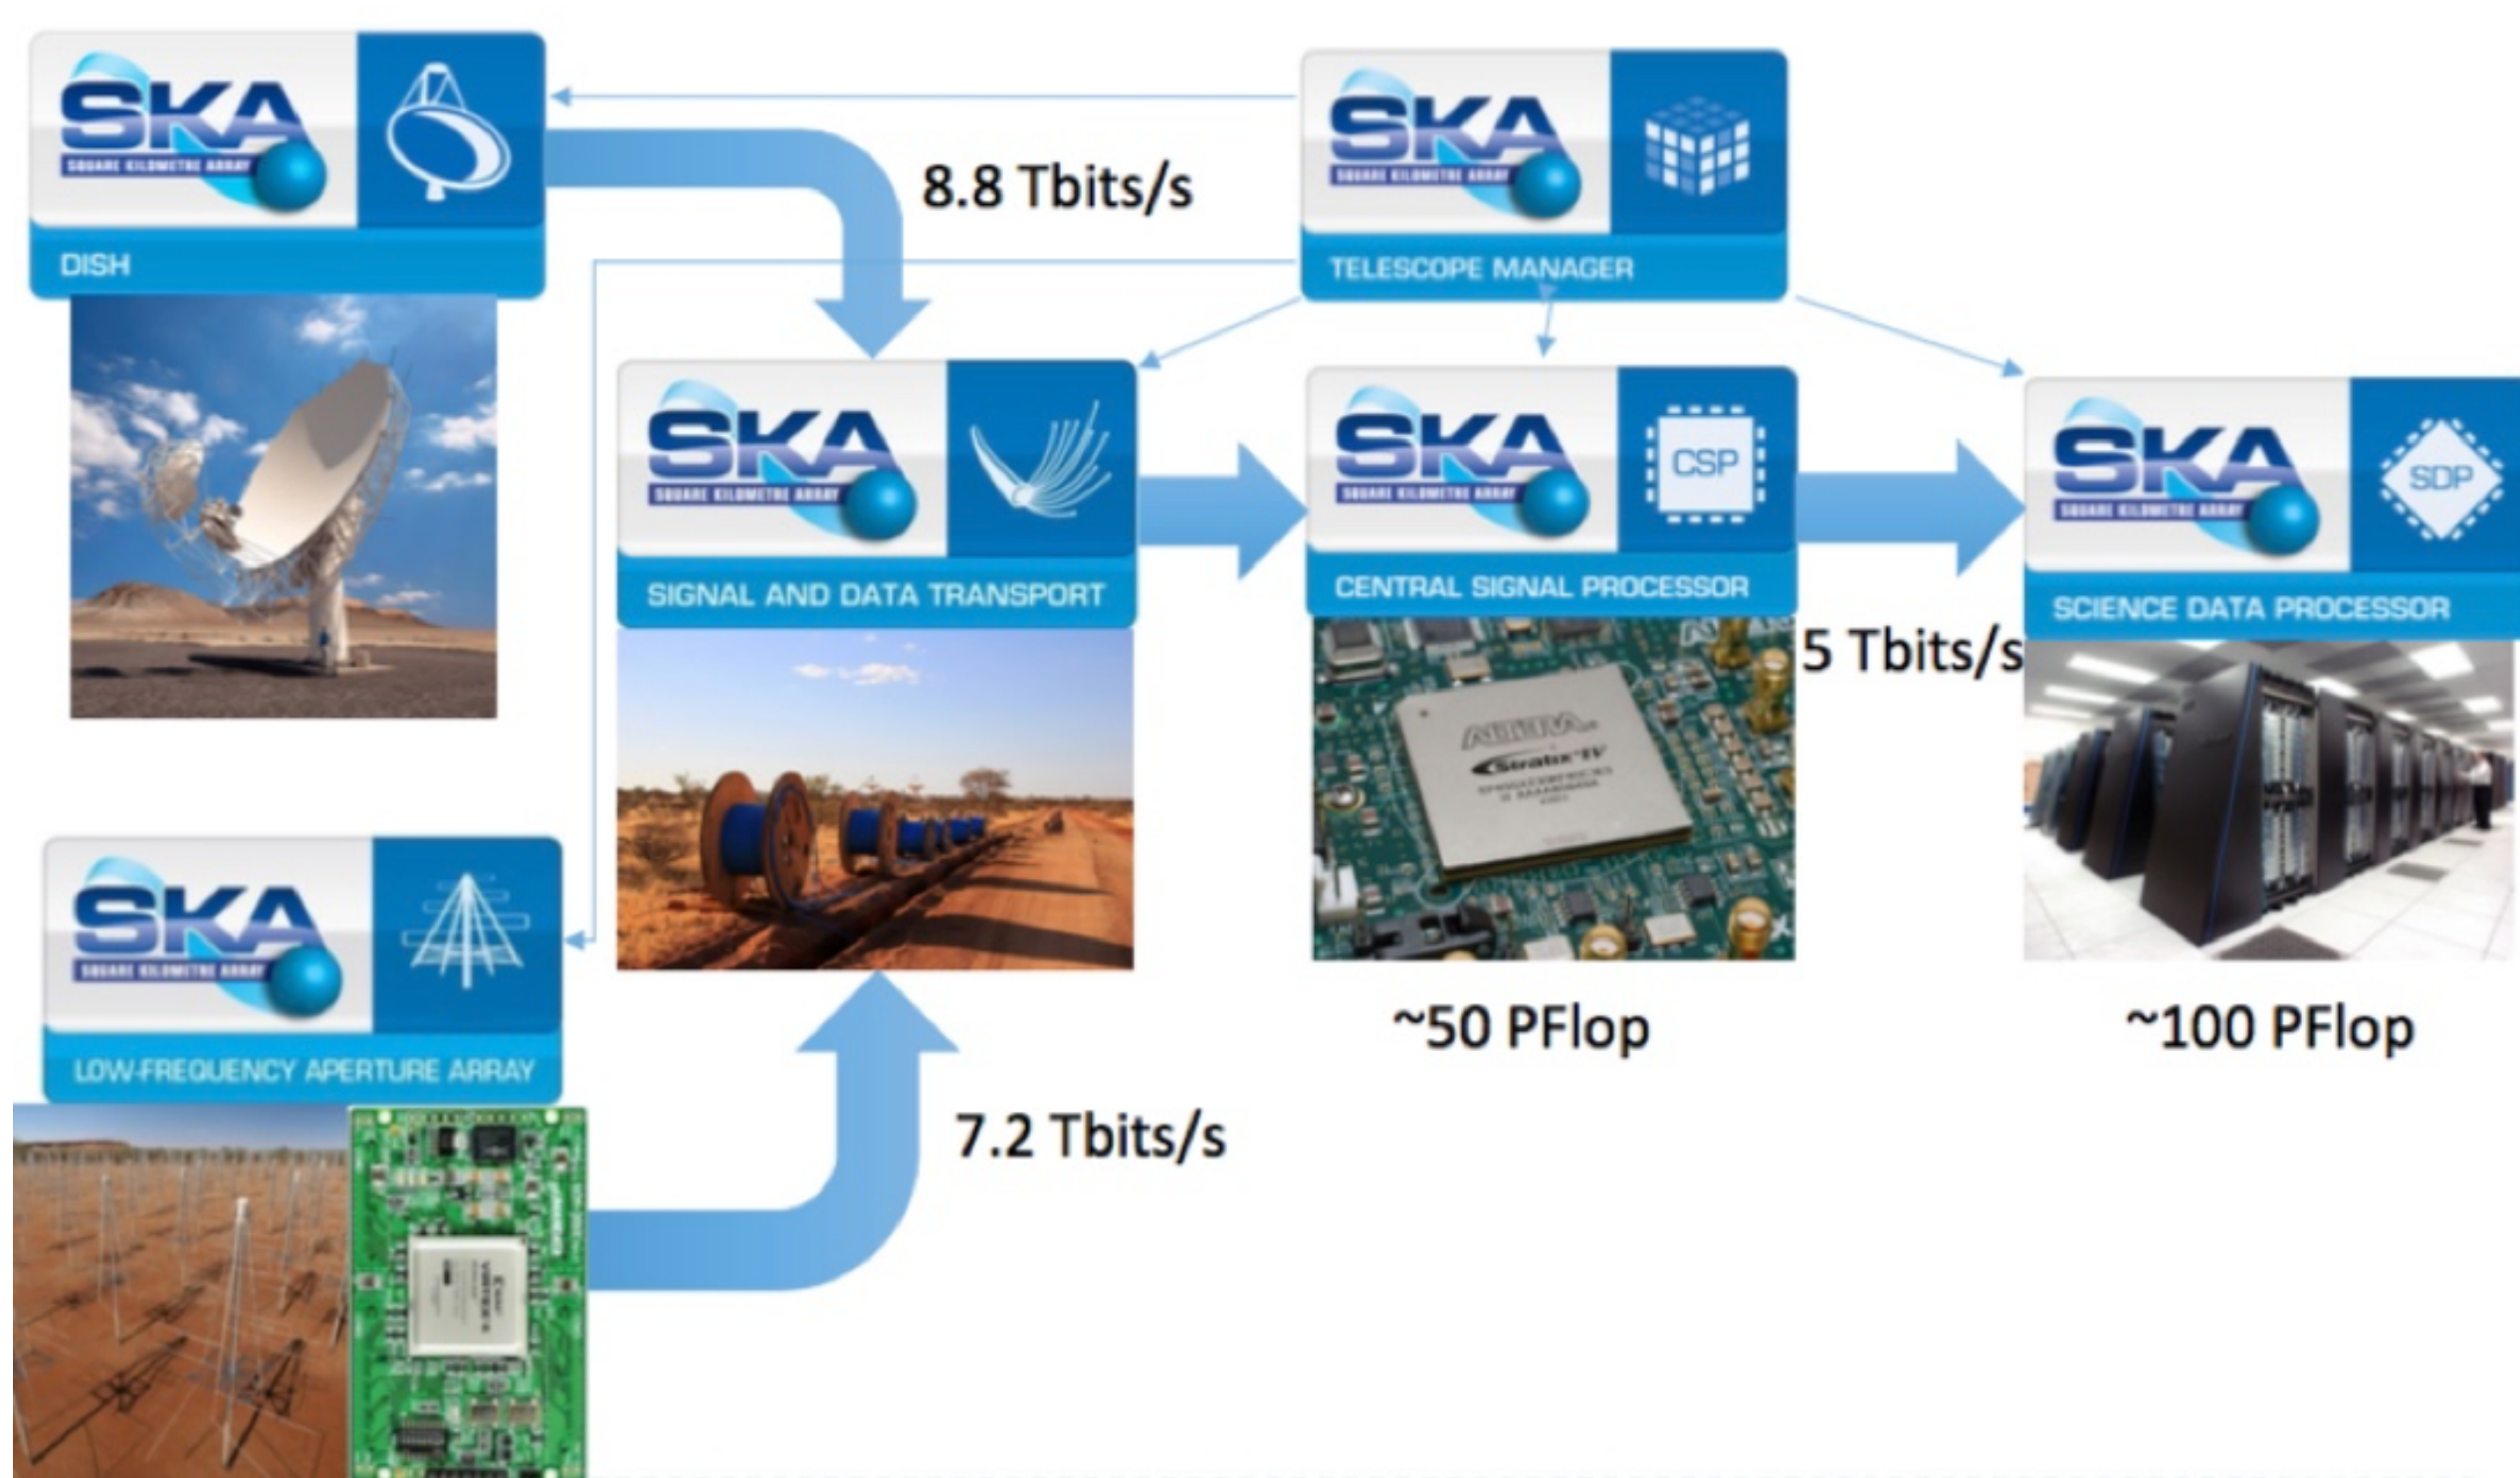 SKA
SQUARE KILOMETRE ARRAY
DISH
8.8 Tbits/s
SKA
SQUARE KILOMETRE ARRAY
TELESCOPE MANAGER
SKA
SQUARE KILOMETRE ARRAY
SIGNAL AND DATA TRANSPORT
SKA
SQUARE KILOMETRE ARRAY
CSP
CENTRAL SIGNAL PROCESSOR
SKA
SQUARE KILOMETRE ARRAY
SDP
SCIENCE DATA PROCESSOR
5 Tbits/s
ALTERA
Stratix IV
~50 PFlop
~100 PFlop
SKA
SQUARE KILOMETRE ARRAY
LOW-FREQUENCY APERTURE ARRAY
7.2 Tbits/s